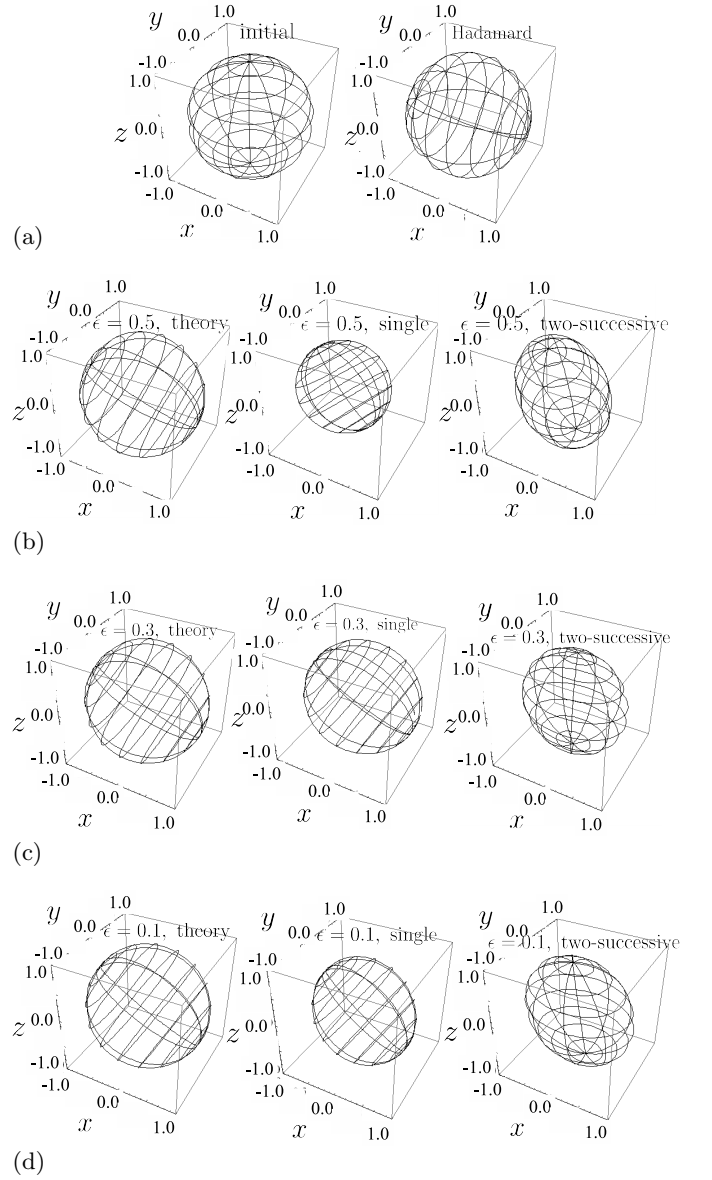 y 1.0 initial y 1.0 Hadamard
0.0 0.0
-1.0 -1.0
1.0 1.0
z 0.0 z 0.0
-1.0 -1.0
-1.0 0.0 1.0 -1.0 0.0 1.0
x x
(a)
y 1.0 y 1.0 y 1.0
0.0 ϵ = 0.5, theory 0.0 ϵ = 0.5, single 0.0 ϵ = 0.5, two-successive
-1.0 -1.0 -1.0
1.0 1.0 1.0
z 0.0 z 0.0 z 0.0
-1.0 -1.0 -1.0
-1.0 0.0 1.0 -1.0 0.0 1.0 -1.0 0.0 1.0
x x x
(b)
y 1.0 y 1.0 y 1.0
0.0 ϵ = 0.3, theory 0.0 ϵ = 0.3, single 0.0 ϵ = 0.3, two-successive
-1.0 -1.0 -1.0
1.0 1.0 1.0
z 0.0 z 0.0 z 0.0
-1.0 -1.0 -1.0
-1.0 0.0 1.0 -1.0 0.0 1.0 -1.0 0.0 1.0
x x x
(c)
y 1.0 y 1.0 y 1.0
0.0 ϵ = 0.1, theory 0.0 ϵ = 0.1, single 0.0 ϵ = 0.1, two-successive
-1.0 -1.0 -1.0
1.0 1.0 1.0
z 0.0 z 0.0 z 0.0
-1.0 -1.0 -1.0
-1.0 0.0 1.0 -1.0 0.0 1.0 -1.0 0.0 1.0
x x x
(d)